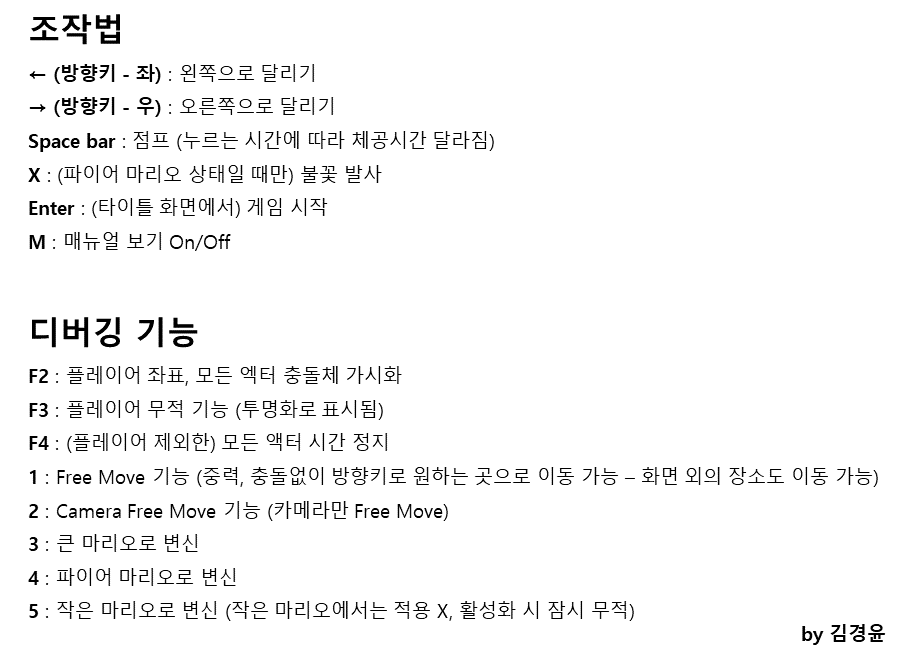 조작법
← (방향키 - 좌) : 왼쪽으로 달리기
→ (방향키 - 우) : 오른쪽으로 달리기
Space bar : 점프 (누르는 시간에 따라 체공시간 달라짐)
X : (파이어 마리오 상태일 때만) 불꽃 발사
Enter : (타이틀 화면에서) 게임 시작
M : 매뉴얼 보기 On/Off
디버깅 기능
F2 : 플레이어 좌표, 모든 엑터 충돌체 가시화
F3 : 플레이어 무적 기능 (투명화로 표시됨)
F4 : (플레이어 제외한) 모든 액터 시간 정지
1 : Free Move 기능 (중력, 충돌없이 방향키로 원하는 곳으로 이동 가능 – 화면 외의 장소도 이동 가능)
2 : Camera Free Move 기능 (카메라만 Free Move)
3 : 큰 마리오로 변신
4 : 파이어 마리오로 변신
5 : 작은 마리오로 변신 (작은 마리오에서는 적용 X, 활성화 시 잠시 무적)
by 김경윤